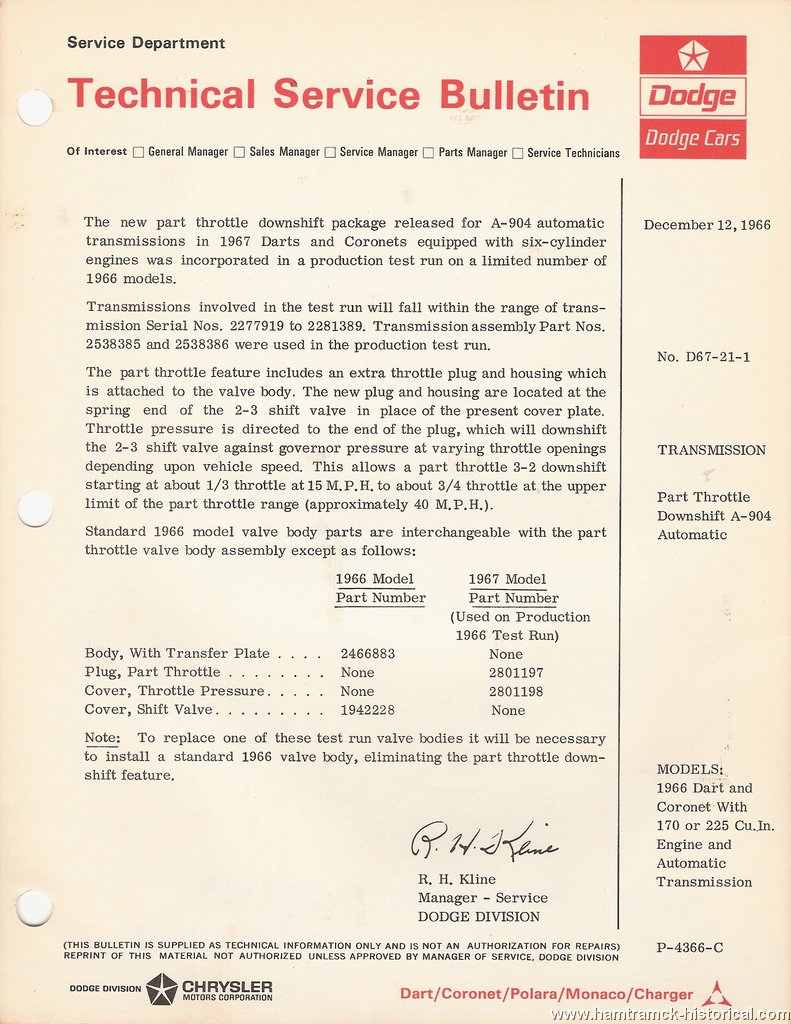 Service Department
Technical Service Bulletin
Dodge
Dodge Cars
Of Interest □ General Manager □ Sales Manager □ Service Manager □ Parts Manager □ Service Technicians
The new part throttle downshift package released for A-904 automatic
transmissions in 1967 Darts and Coronets equipped with six-cylinder
engines was incorporated in a production test run on a limited number of
1966 models.
Transmissions involved in the test run will fall within the range of trans-
mission Serial Nos. 2277919 to 2281389. Transmission assembly Part Nos.
2538385 and 2538386 were used in the production test run.
The part throttle feature includes an extra throttle plug and housing which
is attached to the valve body. The new plug and housing are located at the
spring end of the 2-3 shift valve in place of the present cover plate.
Throttle pressure is directed to the end of the plug, which will downshift
the 2-3 shift valve against governor pressure at varying throttle openings
depending upon vehicle speed. This allows a part throttle 3-2 downshift
starting at about 1/3 throttle at 15 M.P.H. to about 3/4 throttle at the upper
limit of the part throttle range (approximately 40 M.P.H.).
Standard 1966 model valve body parts are interchangeable with the part
throttle valve body assembly except as follows:
1966 Model 1967 Model
Part Number Part Number
(Used on Production
1966 Test Run)
Body, With Transfer Plate . . . . 2466883 None
Plug, Part Throttle . . . . . . . . None 2801197
Cover, Throttle Pressure. . . . . None 2801198
Cover, Shift Valve. . . . . . . . . 1942228 None
Note: To replace one of these test run valve bodies it will be necessary
to install a standard 1966 valve body, eliminating the part throttle down-
shift feature.
R. H. Kline
R. H. Kline
Manager - Service
DODGE DIVISION
December 12, 1966
No. D67-21-1
TRANSMISSION
Part Throttle
Downshift A-904
Automatic
MODELS:
1966 Dart and
Coronet With
170 or 225 Cu.In.
Engine and
Automatic
Transmission
P-4366-C
(THIS BULLETIN IS SUPPLIED AS TECHNICAL INFORMATION ONLY AND IS NOT AN AUTHORIZATION FOR REPAIRS)
REPRINT OF THIS MATERIAL NOT AUTHORIZED UNLESS APPROVED BY MANAGER OF SERVICE, DODGE DIVISION
DODGE DIVISION CHRYSLER
MOTORS CORPORATION
Dart/Coronet/Polara/Monaco/Charger
www.hamtramck-historical.com